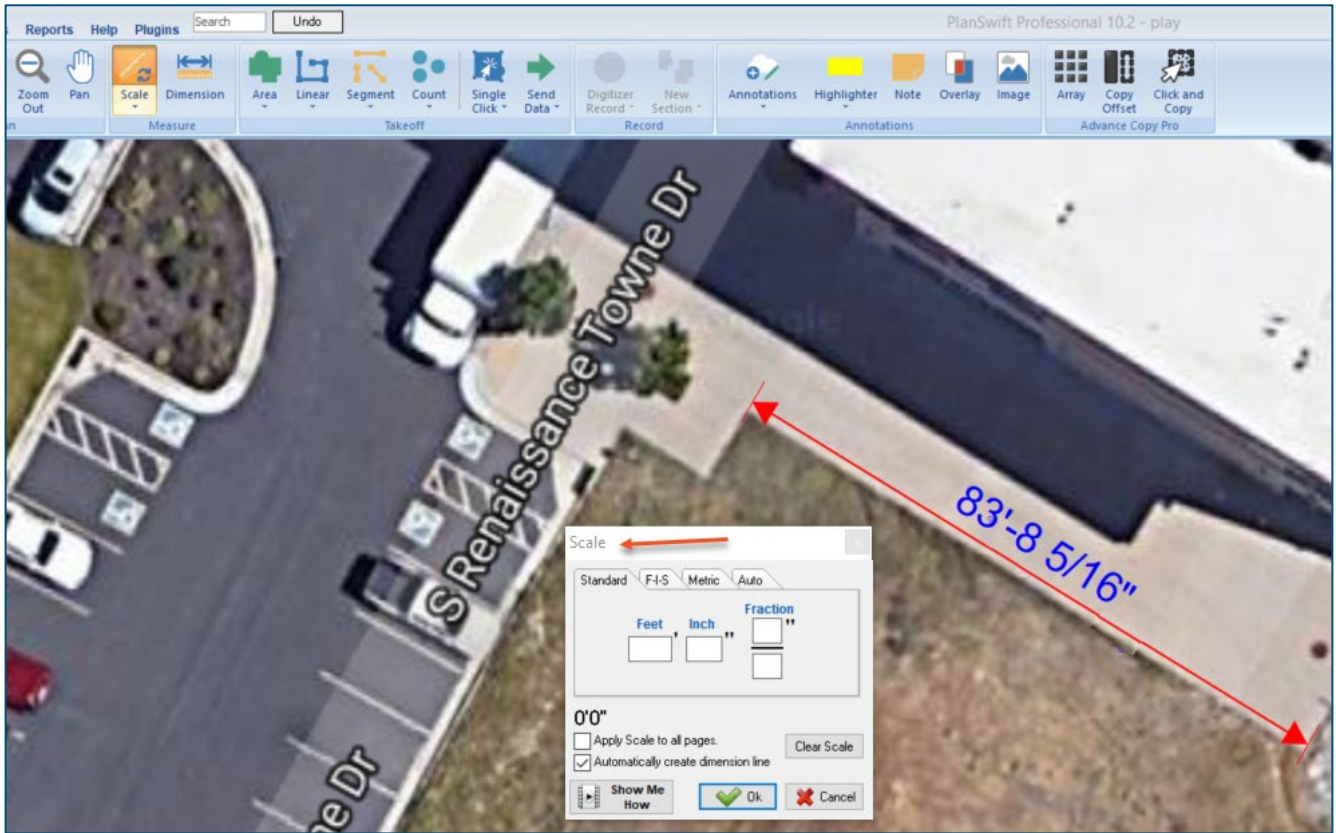 Reports Help Plugins Search Undo PlanSwift Professional 10.2 - play
Zoom Out Pan Scale Dimension Area Linear Segment Count Single Click Send Data Digitizer Record New Section Annotations Highlighter Note Overlay Image Array Copy Offset Click and Copy
Measure Takeoff Record Annotations Advance Copy Pro
S Renaissance Towne Dr
83'-8 5/16"
Scale
Standard F-I-S Metric Auto
Fraction
Feet ' Inch " "
0'0"
Apply Scale to all pages.
Clear Scale
Automatically create dimension line
Show Me How
Ok
Cancel
ne Dr